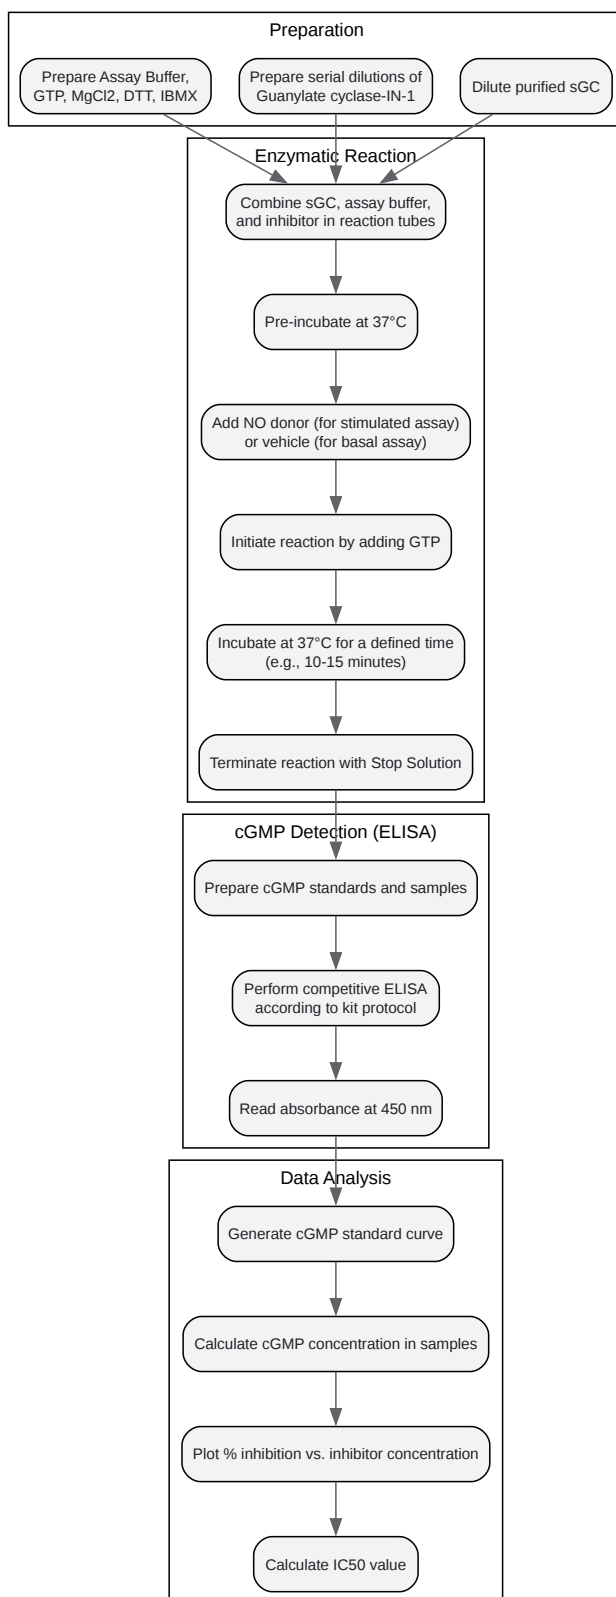 Preparation
Prepare Assay Buffer,
GTP, MgCl2, DTT, IBMX
Prepare serial dilutions of
Guanylate cyclase-IN-1
Dilute purified sGC
Enzymatic Reaction
Combine sGC, assay buffer,
and inhibitor in reaction tubes
Pre-incubate at 37°C
Add NO donor (for stimulated assay)
or vehicle (for basal assay)
Initiate reaction by adding GTP
Incubate at 37°C for a defined time
(e.g., 10-15 minutes)
Terminate reaction with Stop Solution
cGMP Detection (ELISA)
Prepare cGMP standards and samples
Perform competitive ELISA
according to kit protocol
Read absorbance at 450 nm
Data Analysis
Generate cGMP standard curve
Calculate cGMP concentration in samples
Plot % inhibition vs. inhibitor concentration
Calculate IC50 value